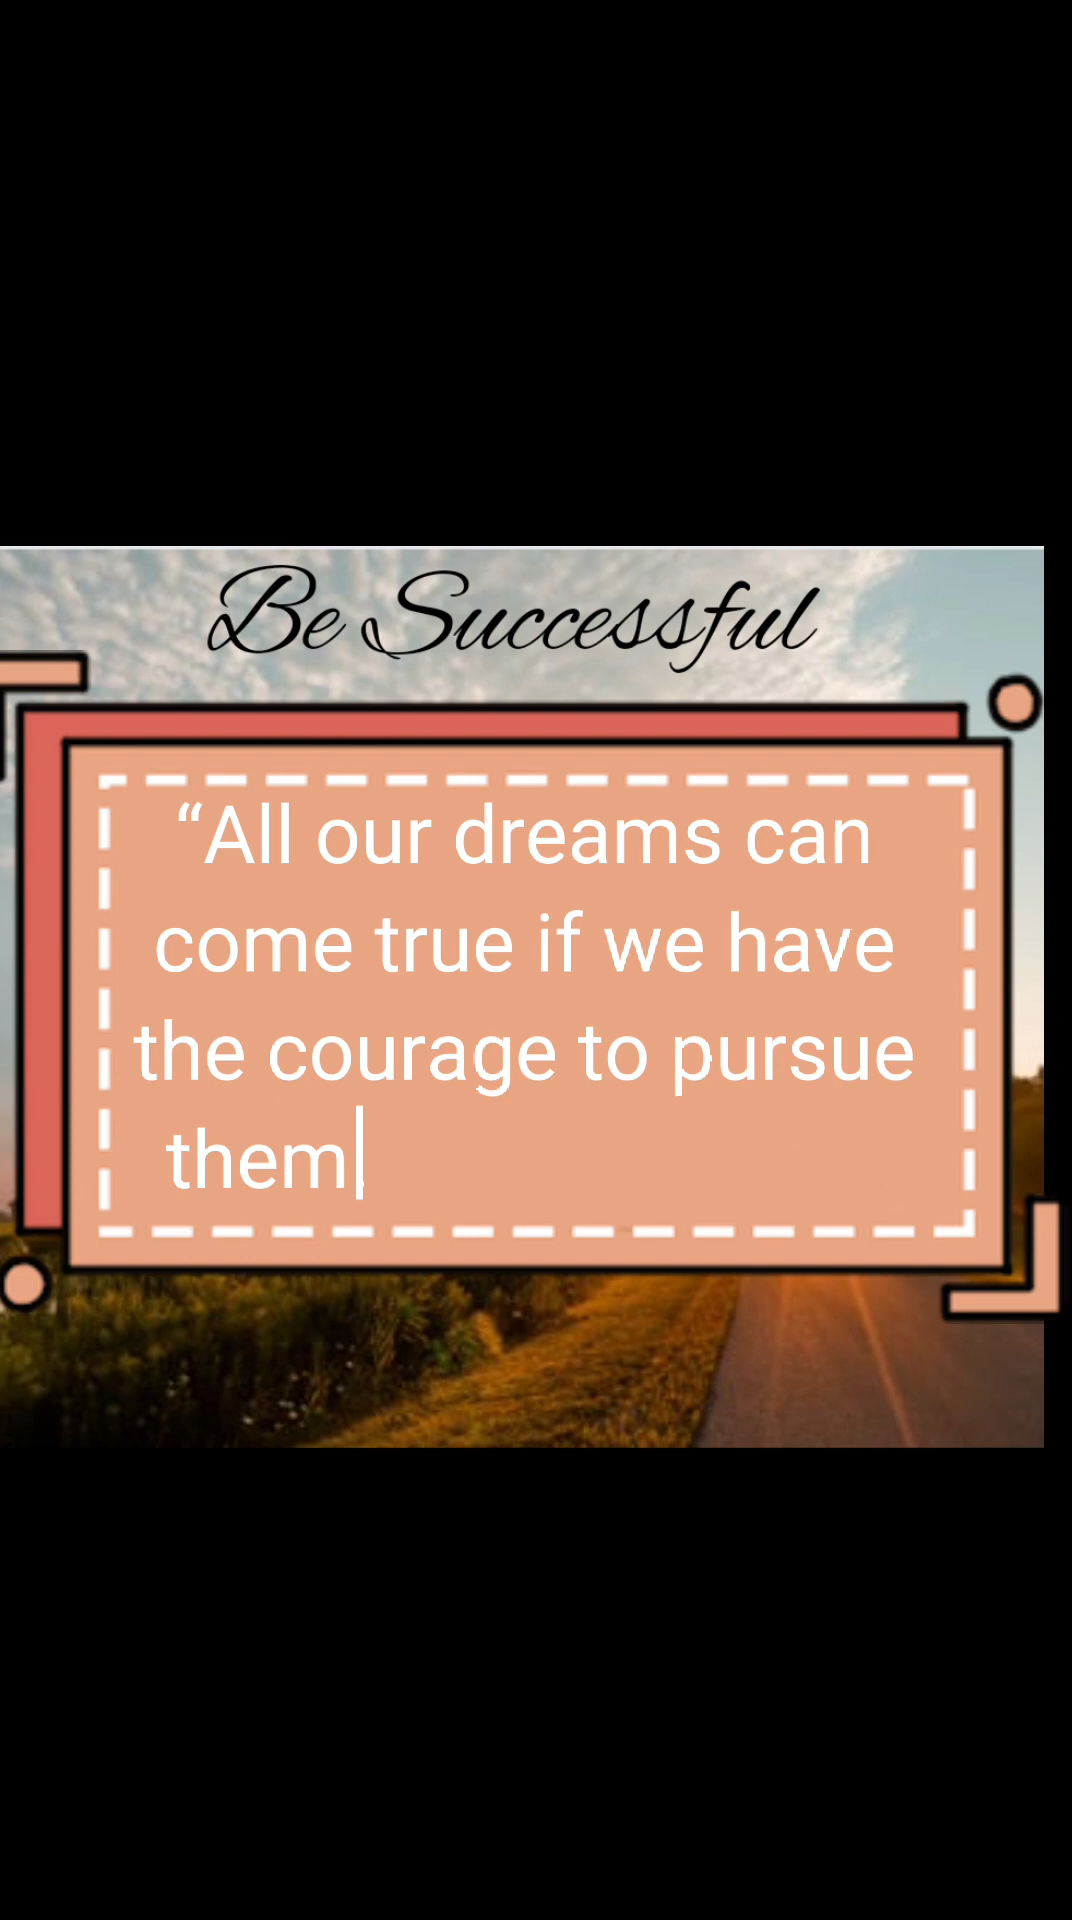 Be Successful
“All our dreams can
come true if we have
the courage to pursue
them